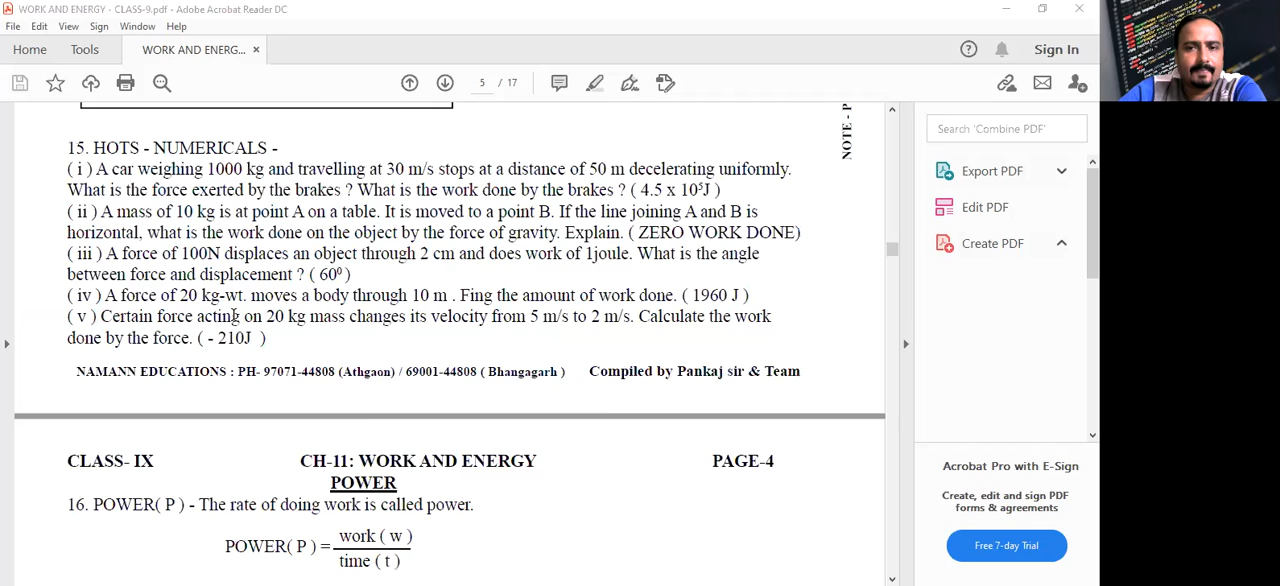 WORK AND ENERGY - CLASS-9.pdf - Adobe Acrobat Reader DC
File Edit View Sign Window Help
Home Tools WORK AND ENERG... × Sign In
5 / 17
Search 'Combine PDF'
Export PDF
Edit PDF
Create PDF
NOTE - P
15. HOTS - NUMERICALS -
( i ) A car weighing 1000 kg and travelling at 30 m/s stops at a distance of 50 m decelerating uniformly.
What is the force exerted by the brakes ? What is the work done by the brakes ? ( 4.5 x 10⁵J )
(ii ) A mass of 10 kg is at point A on a table. It is moved to a point B. If the line joining A and B is
horizontal, what is the work done on the object by the force of gravity. Explain. ( ZERO WORK DONE)
(iii ) A force of 100N displaces an object through 2 cm and does work of 1joule. What is the angle
between force and displacement ? ( 60⁰ )
( iv ) A force of 20 kg-wt. moves a body through 10 m . Fing the amount of work done. ( 1960 J )
( v ) Certain force acting on 20 kg mass changes its velocity from 5 m/s to 2 m/s. Calculate the work
done by the force. ( - 210J )
NAMANN EDUCATIONS : PH- 97071-44808 (Athgaon) / 69001-44808 ( Bhangagarh ) Compiled by Pankaj sir & Team
CLASS- IX CH-11: WORK AND ENERGY PAGE-4
POWER
16. POWER( P ) - The rate of doing work is called power.
POWER( P ) = work ( w )
time ( t )
Acrobat Pro with E-Sign
Create, edit and sign PDF
forms & agreements
Free 7-day Trial